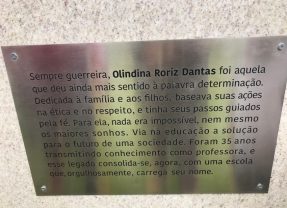 Sempre guerreira, Olindina Roriz Dantas foi aquela
que deu ainda mais sentido a palavra determinação.
Dedicada à família e aos filhos, baseava suas ações
na ética e no respeito, e tinha seus passos guiados
pela fé. Para ela, nada era impossível, nem mesmo
os maiores sonhos. Via na educação a solução
para o futuro de uma sociedade. Foram 35 anos
transmitindo conhecimento como professora, e
esse legado consolida-se, agora, com uma escola
que, orgulhosamente, carrega seu nome.